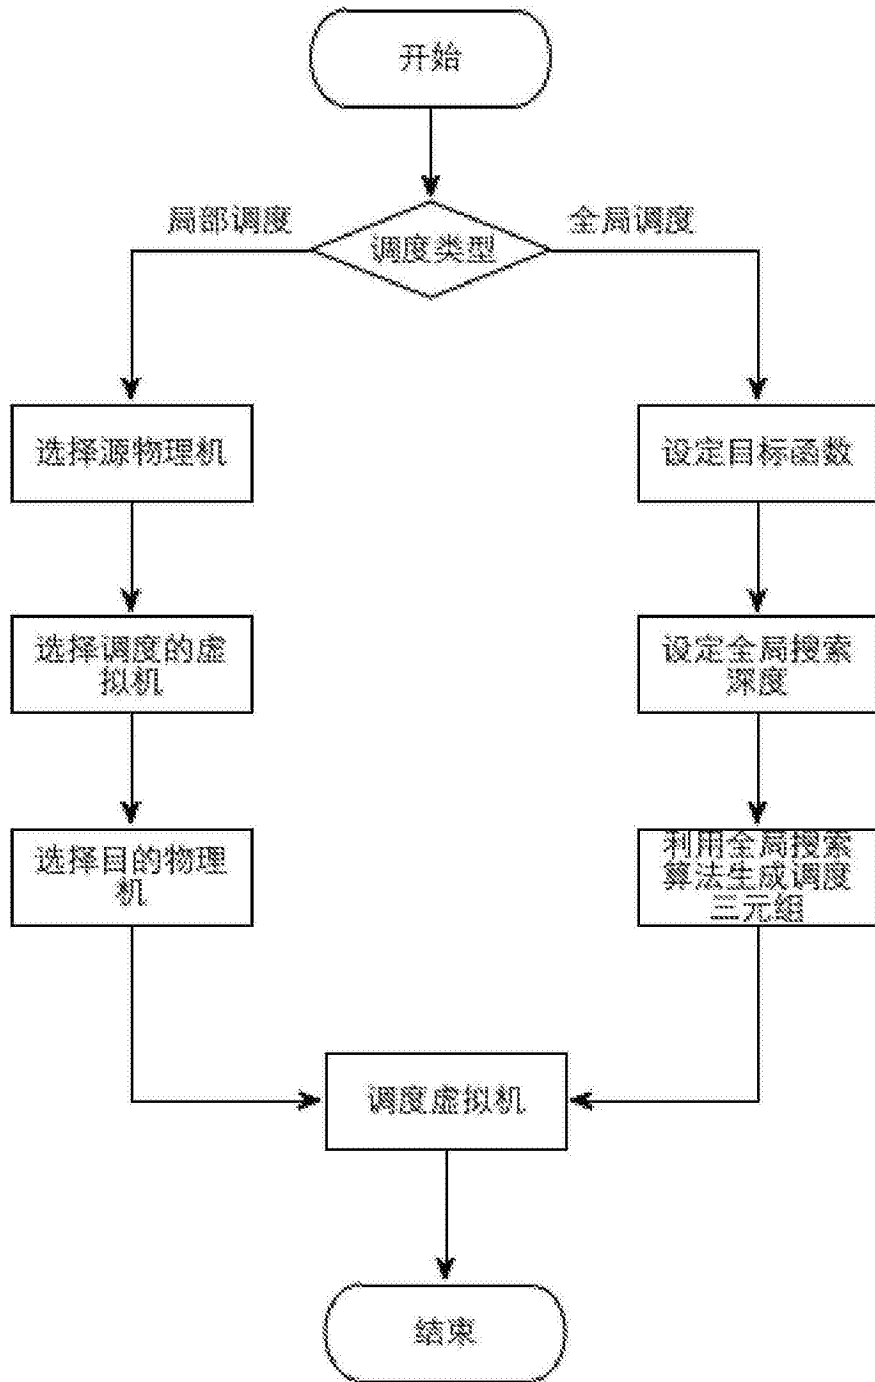 开始
局部调度
全局调度
调度类型
选择源物理机
设定目标函数
选择调度的虚
拟机
设定全局搜索
深度
选择目的物理
机
利用全局搜索
算法生成调度
三元组
调度虚拟机
结束